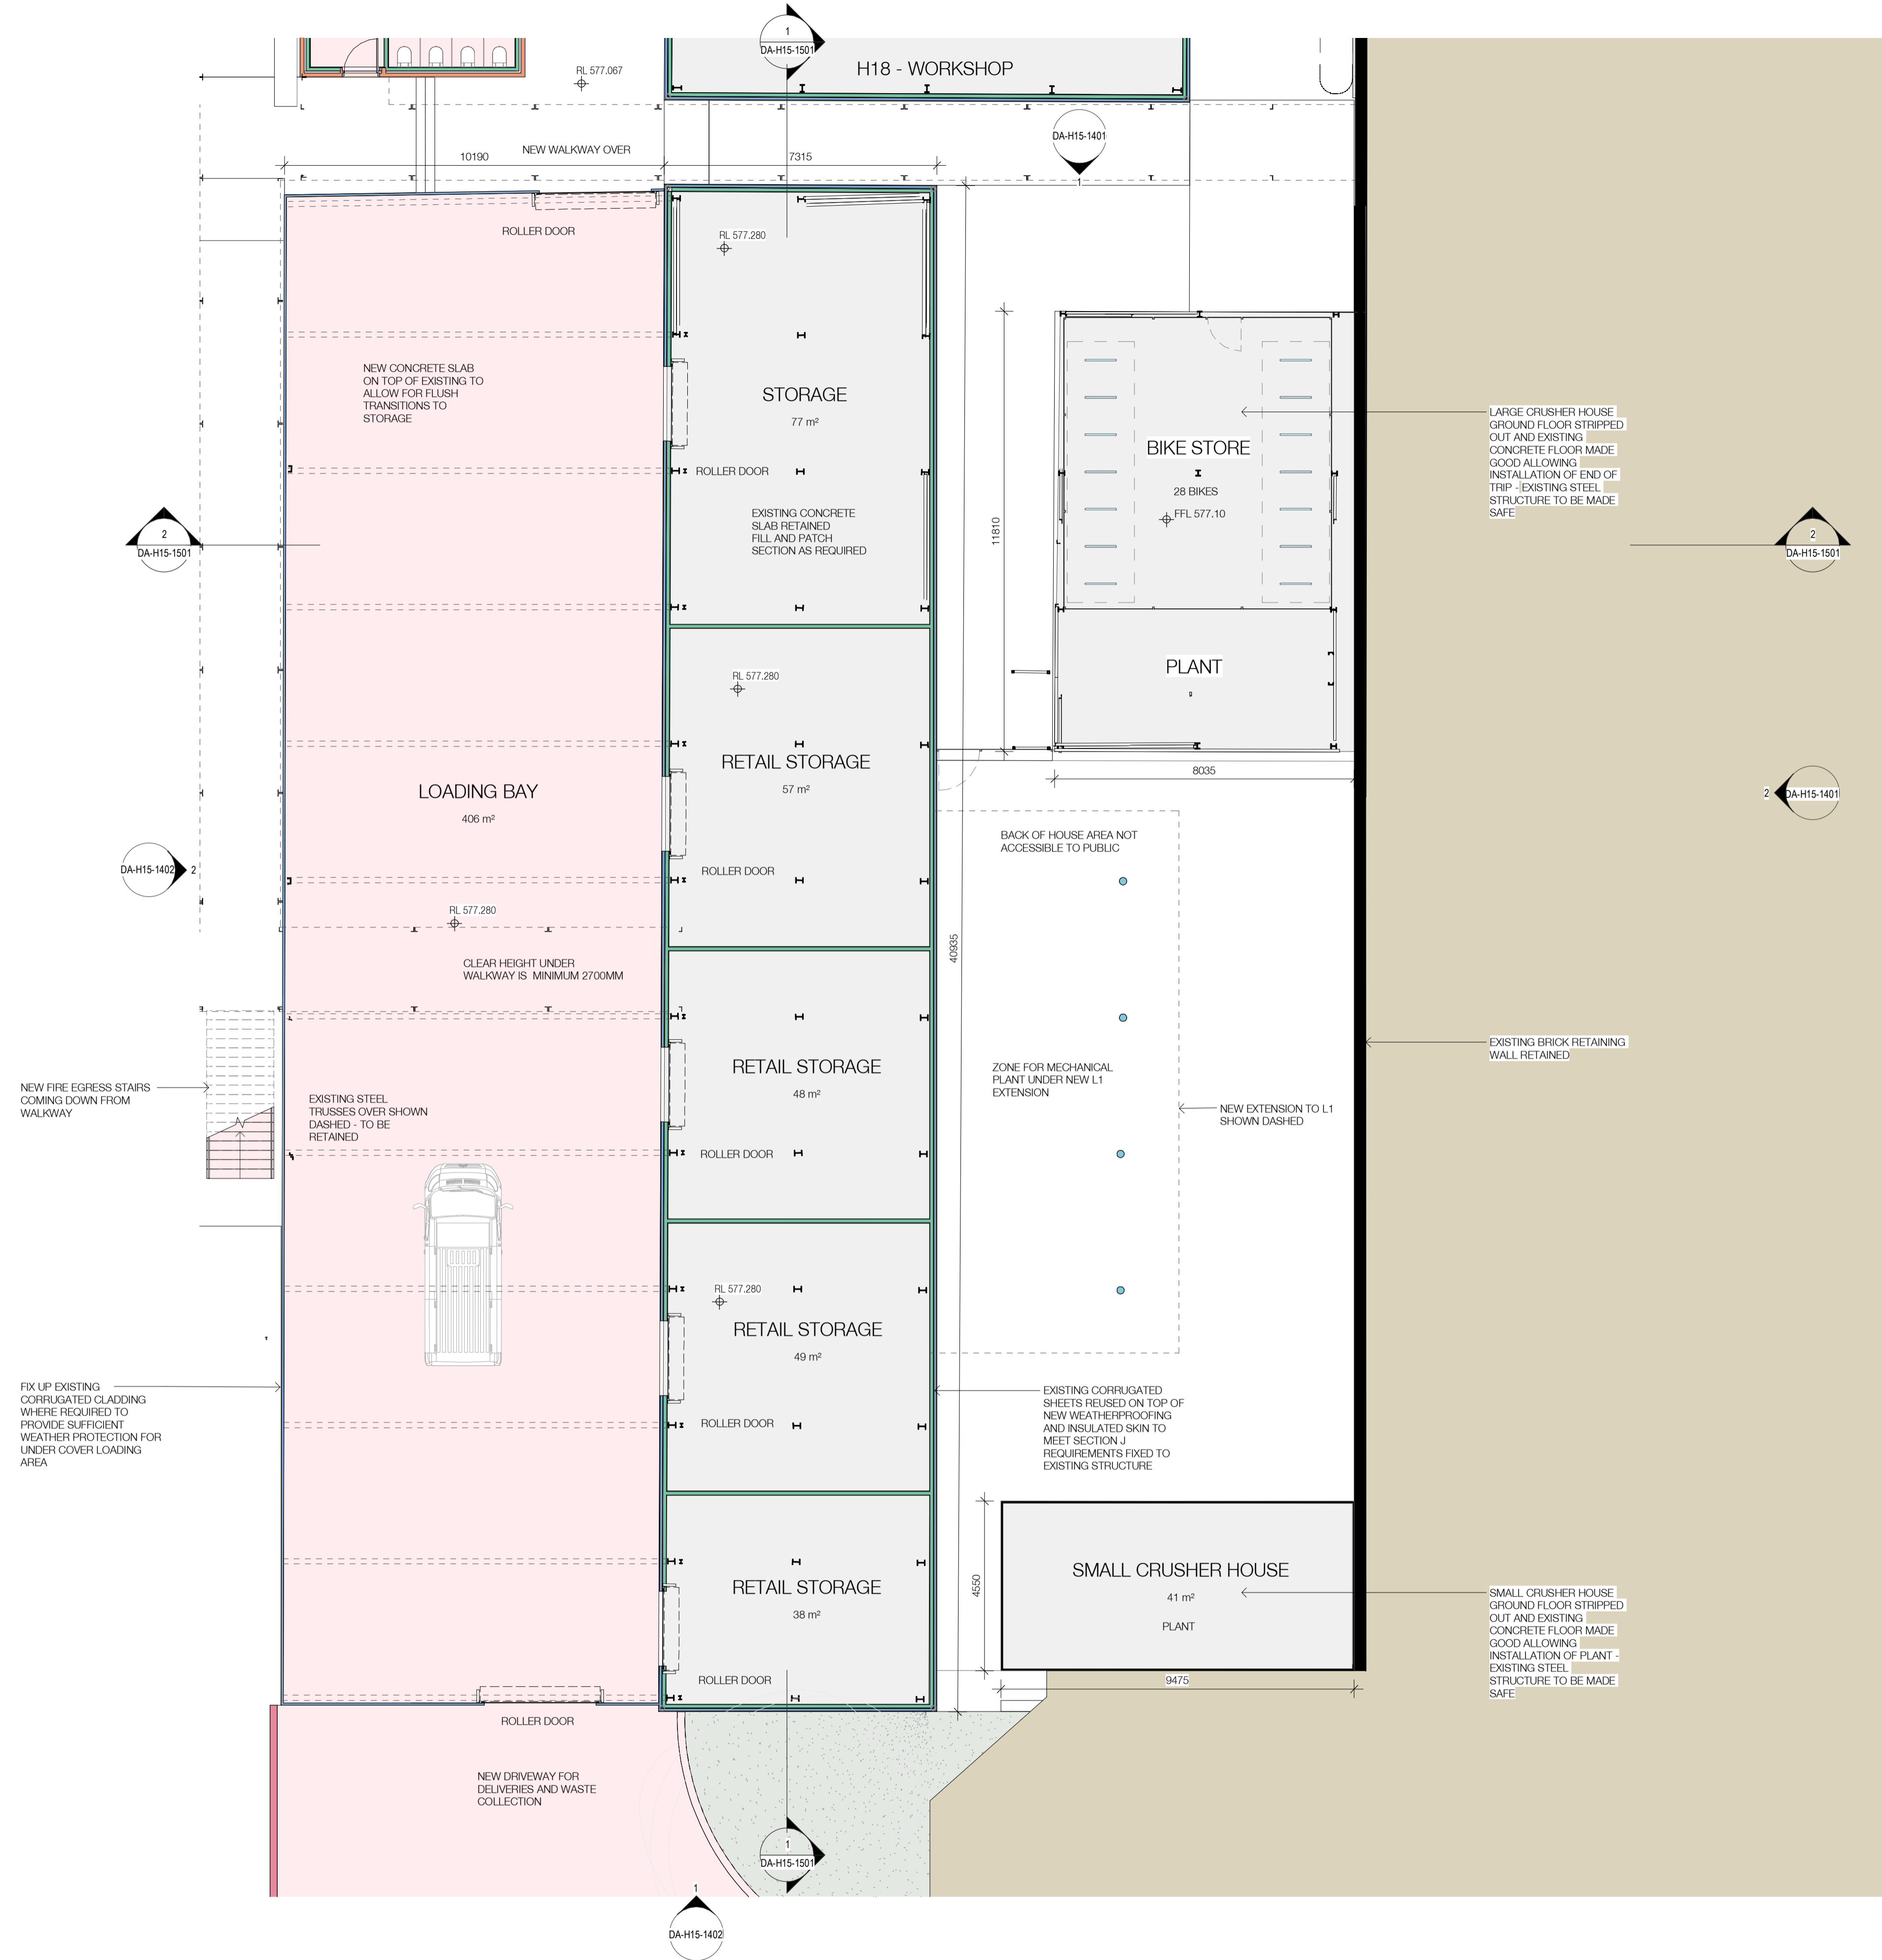 1
DA-H15-1501
H18 - WORKSHOP
RL 577.067
DA-H15-1401
1
NEW WALKWAY OVER
10190
7315
ROLLER DOOR
RL 577.280
NEW CONCRETE SLAB
ON TOP OF EXISTING TO
ALLOW FOR FLUSH
TRANSITIONS TO
STORAGE
STORAGE
77 m²
ROLLER DOOR
EXISTING CONCRETE
SLAB RETAINED
FILL AND PATCH
SECTION AS REQUIRED
BIKE STORE
28 BIKES
FFL 577.10
11810
LARGE CRUSHER HOUSE
GROUND FLOOR STRIPPED
OUT AND EXISTING
CONCRETE FLOOR MADE
GOOD ALLOWING
INSTALLATION OF END OF
TRIP - EXISTING STEEL
STRUCTURE TO BE MADE
SAFE
2
DA-H15-1501
2
DA-H15-1501
PLANT
RL 577.280
RETAIL STORAGE
57 m²
8035
LOADING BAY
406 m²
2
DA-H15-1401
BACK OF HOUSE AREA NOT
ACCESSIBLE TO PUBLIC
DA-H15-1402
2
ROLLER DOOR
RL 577.280
40935
CLEAR HEIGHT UNDER
WALKWAY IS MINIMUM 2700MM
EXISTING BRICK RETAINING
WALL RETAINED
RETAIL STORAGE
48 m²
ZONE FOR MECHANICAL
PLANT UNDER NEW L1
EXTENSION
NEW FIRE EGRESS STAIRS
COMING DOWN FROM
WALKWAY
EXISTING STEEL
TRUSSES OVER SHOWN
DASHED - TO BE
RETAINED
NEW EXTENSION TO L1
SHOWN DASHED
ROLLER DOOR
RL 577.280
RETAIL STORAGE
49 m²
FIX UP EXISTING
CORRUGATED CLADDING
WHERE REQUIRED TO
PROVIDE SUFFICIENT
WEATHER PROTECTION FOR
UNDER COVER LOADING
AREA
ROLLER DOOR
EXISTING CORRUGATED
SHEETS REUSED ON TOP OF
NEW WEATHERPROOFING
AND INSULATED SKIN TO
MEET SECTION J
REQUIREMENTS FIXED TO
EXISTING STRUCTURE
RETAIL STORAGE
38 m²
4550
SMALL CRUSHER HOUSE
41 m²
PLANT
SMALL CRUSHER HOUSE
GROUND FLOOR STRIPPED
OUT AND EXISTING
CONCRETE FLOOR MADE
GOOD ALLOWING
INSTALLATION OF PLANT -
EXISTING STEEL
STRUCTURE TO BE MADE
SAFE
ROLLER DOOR
9475
ROLLER DOOR
NEW DRIVEWAY FOR
DELIVERIES AND WASTE
COLLECTION
1
DA-H15-1501
1
DA-H15-1402